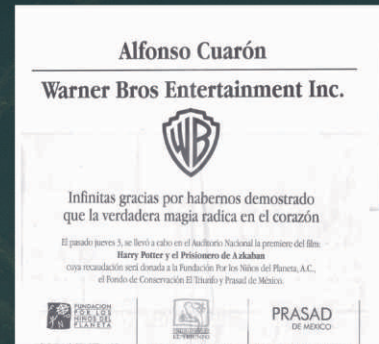 Alfonso Cuarón
Warner Bros Entertainment Inc.
WB
Infinitas gracias por habernos demostrado
que la verdadera magia radica en el corazón
El pasado jueves 3, se llevó a cabo en el Auditorio Nacional la premiere del film:
Harry Potter y el Prisionero de Azkaban
cuya recaudación será donada a la Fundación Por los Niños del Planeta, A.C.,
el Fondo de Conservación El Triunfo y Prasad de México.
FUNDACION
POR LOS
NIÑOS DEL
PLANETA
EL TRIUNFO
PRASAD
DE MEXICO